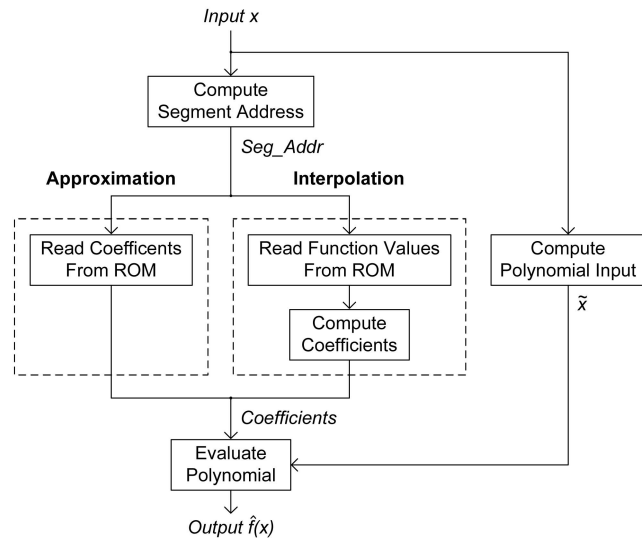 Input x
Compute
Segment Address
Seg_Addr
Approximation
Interpolation
Read Coefficents
From ROM
Read Function Values
From ROM
Compute
Polynomial Input
x̃
Compute
Coefficients
Coefficients
Evaluate
Polynomial
Output f̂(x)